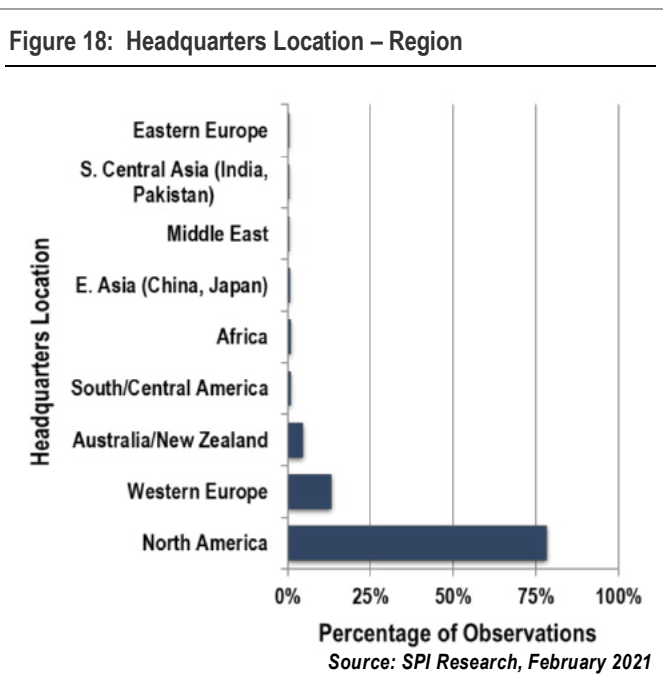 Figure 18: Headquarters Location – Region
Eastern Europe
S. Central Asia (India,
Pakistan)
Middle East
E. Asia (China, Japan)
Africa
South/Central America
Australia/New Zealand
Western Europe
North America
Headquarters Location
0% 25% 50% 75% 100%
Percentage of Observations
Source: SPI Research, February 2021